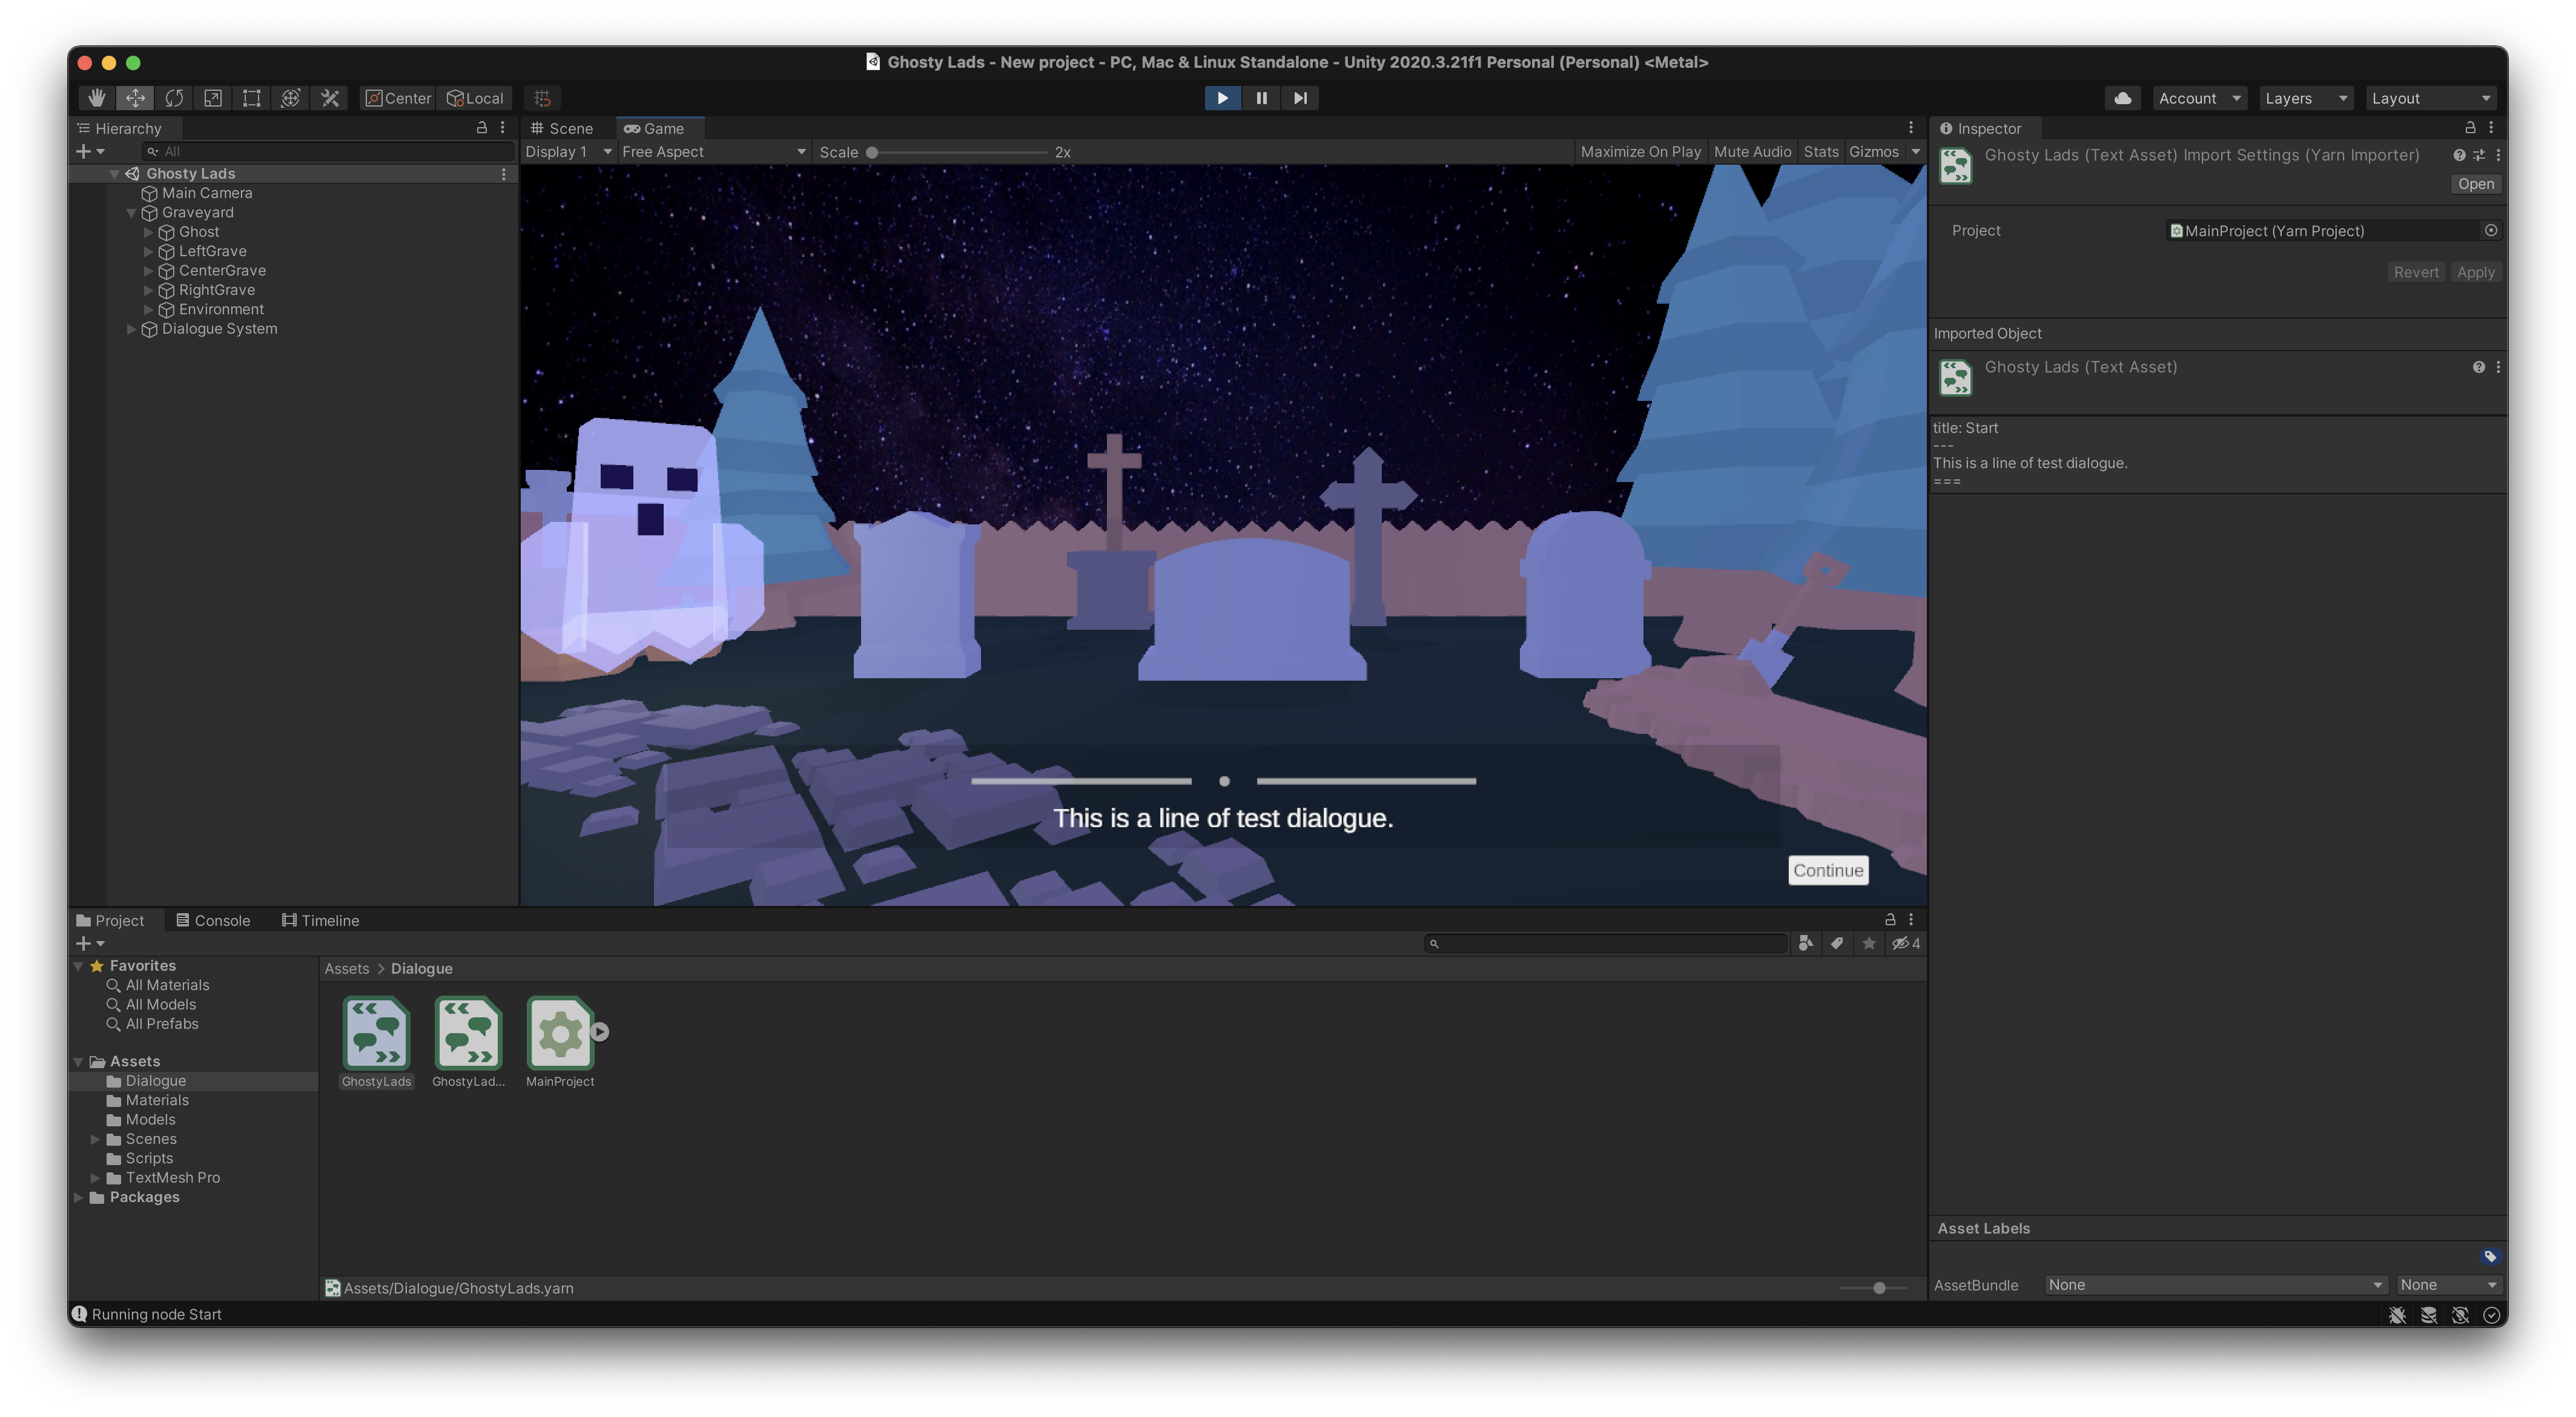 Ghosty Lads - New project - PC, Mac & Linux Standalone - Unity 2020.3.21f1 Personal (Personal) <Metal>
Center Local Account Layers Layout
Hierarchy
All
Ghosty Lads
Main Camera
Graveyard
Ghost
LeftGrave
CenterGrave
RightGrave
Environment
Dialogue System
Scene Game
Display 1 Free Aspect Scale 2x Maximize On Play Mute Audio Stats Gizmos
This is a line of test dialogue.
Continue
Inspector
Ghosty Lads (Text Asset) Import Settings (Yarn Importer)
Open
Project MainProject (Yarn Project)
Revert Apply
Imported Object
Ghosty Lads (Text Asset)
title: Start
---
This is a line of test dialogue.
===
Project Console Timeline
4
Favorites
All Materials
All Models
All Prefabs
Assets
Dialogue
Materials
Models
Scenes
Scripts
TextMesh Pro
Packages
Assets > Dialogue
GhostyLads GhostyLad... MainProject
Assets/Dialogue/GhostyLads.yarn
Asset Labels
AssetBundle None None
Running node Start